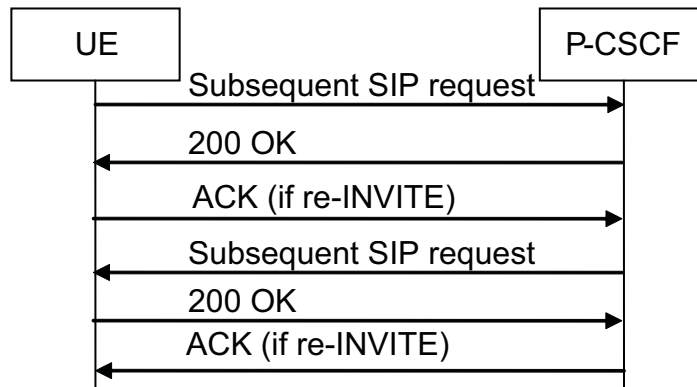 UE
P-CSCF
Subsequent SIP request
200 OK
ACK (if re-INVITE)
Subsequent SIP request
200 OK
ACK (if re-INVITE)